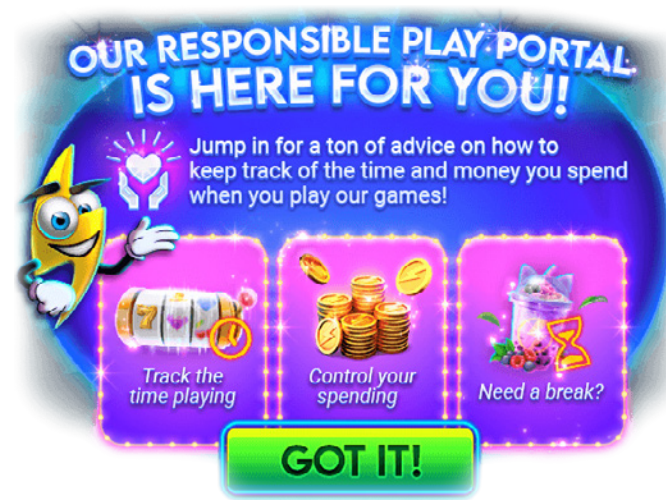 OUR RESPONSIBLE PLAY PORTAL
IS HERE FOR YOU!
Jump in for a ton of advice on how to
keep track of the time and money you spend
when you play our games!
7
Track the
time playing
Control your
spending
Need a break?
GOT IT!